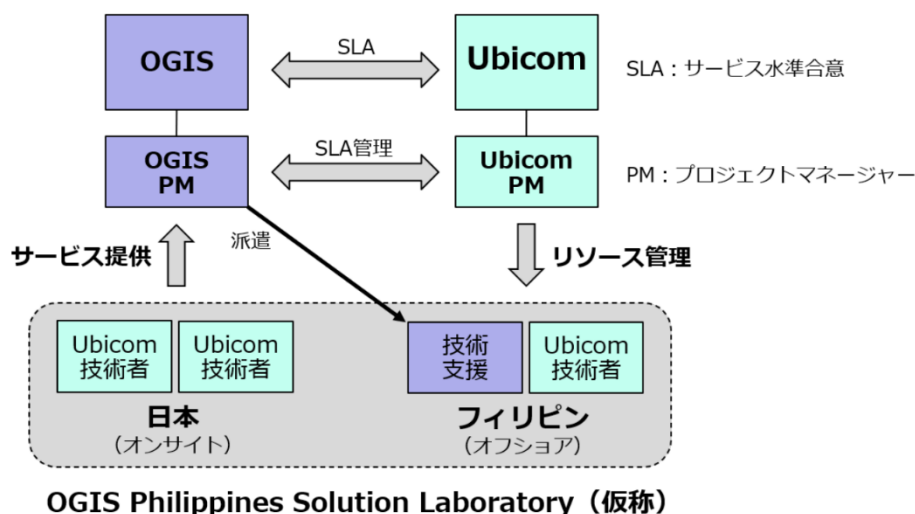 OGIS
SLA
Ubicom
SLA：サービス水準合意
OGIS
PM
SLA管理
Ubicom
PM
PM：プロジェクトマネージャー
サービス提供
派遣
リソース管理
Ubicom
技術者
Ubicom
技術者
技術
支援
Ubicom
技術者
日本
（オンサイト）
フィリピン
（オフショア）
OGIS Philippines Solution Laboratory（仮称）